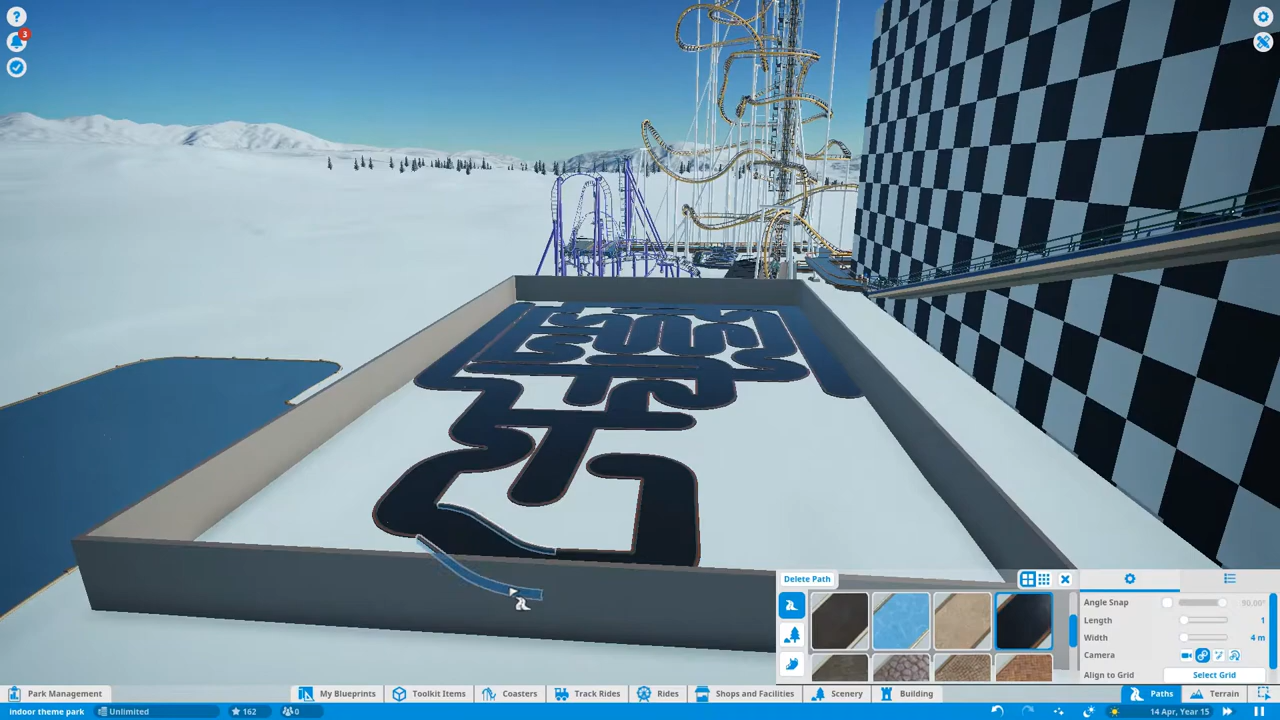 ?
3
Delete Path
Angle Snap 90.00°
Length 1
Width 4 m
Camera
Align to Grid Select Grid
Park Management My Blueprints Toolkit Items Coasters Track Rides Rides Shops and Facilities Scenery Building Paths Terrain
indoor theme park Unlimited 162 0 14 Apr, Year 15